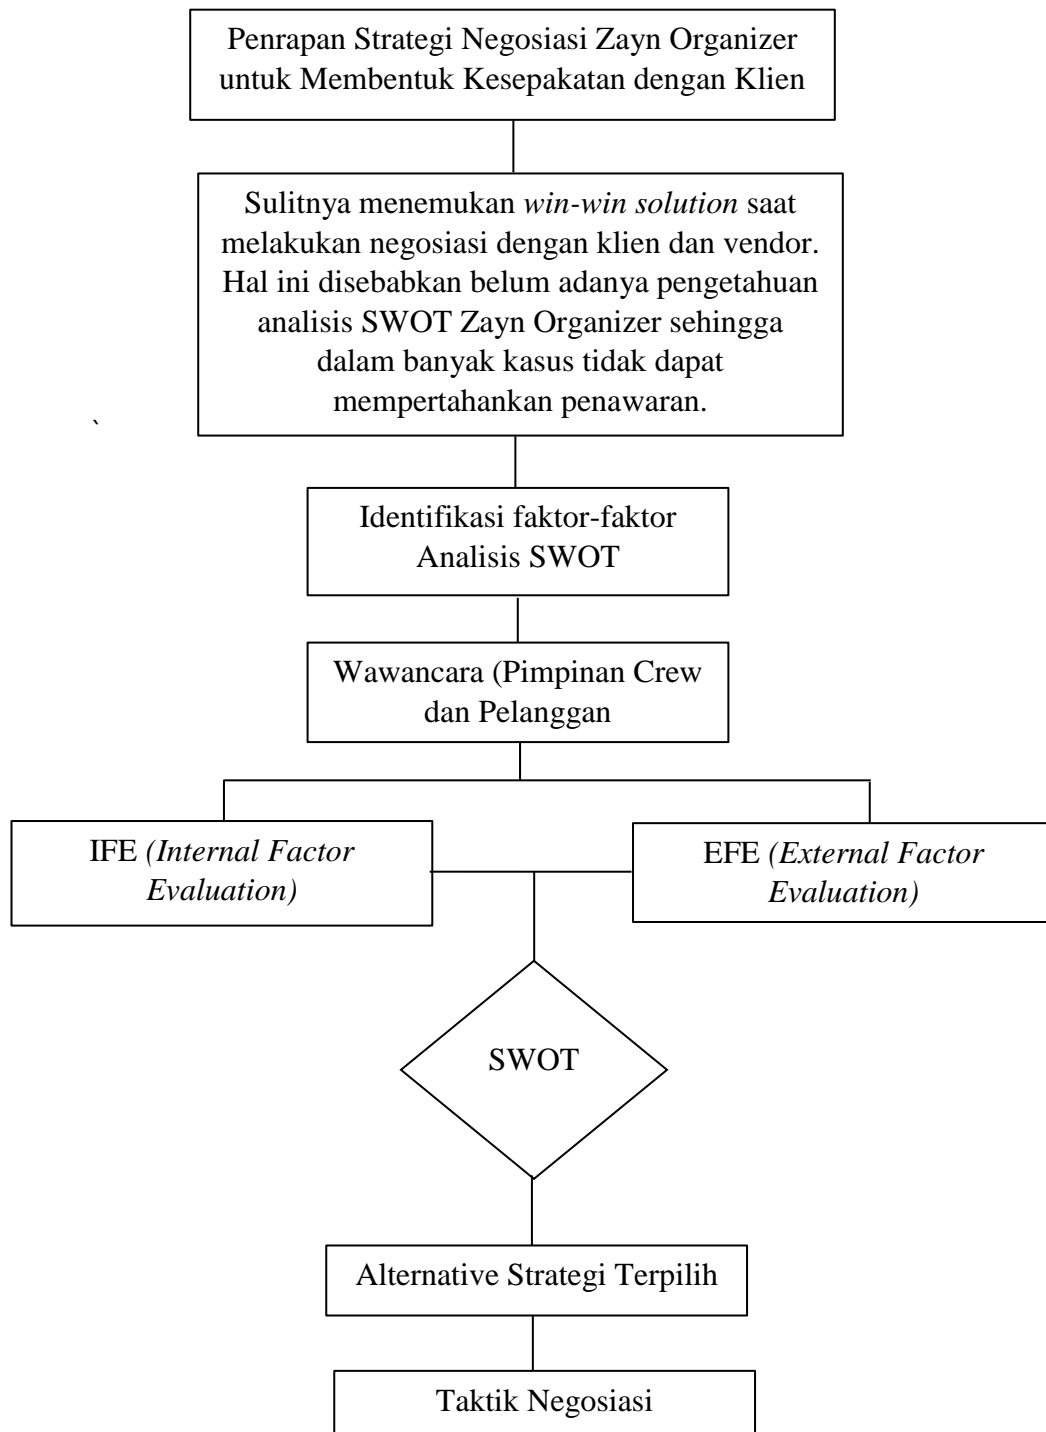 Penrapan Strategi Negosiasi Zayn Organizer
untuk Membentuk Kesepakatan dengan Klien
Sulitnya menemukan win-win solution saat
melakukan negosiasi dengan klien dan vendor.
Hal ini disebabkan belum adanya pengetahuan
analisis SWOT Zayn Organizer sehingga
dalam banyak kasus tidak dapat
mempertahankan penawaran.
`
Identifikasi faktor-faktor
Analisis SWOT
Wawancara (Pimpinan Crew
dan Pelanggan
IFE (Internal Factor
Evaluation)
EFE (External Factor
Evaluation)
SWOT
Alternative Strategi Terpilih
Taktik Negosiasi